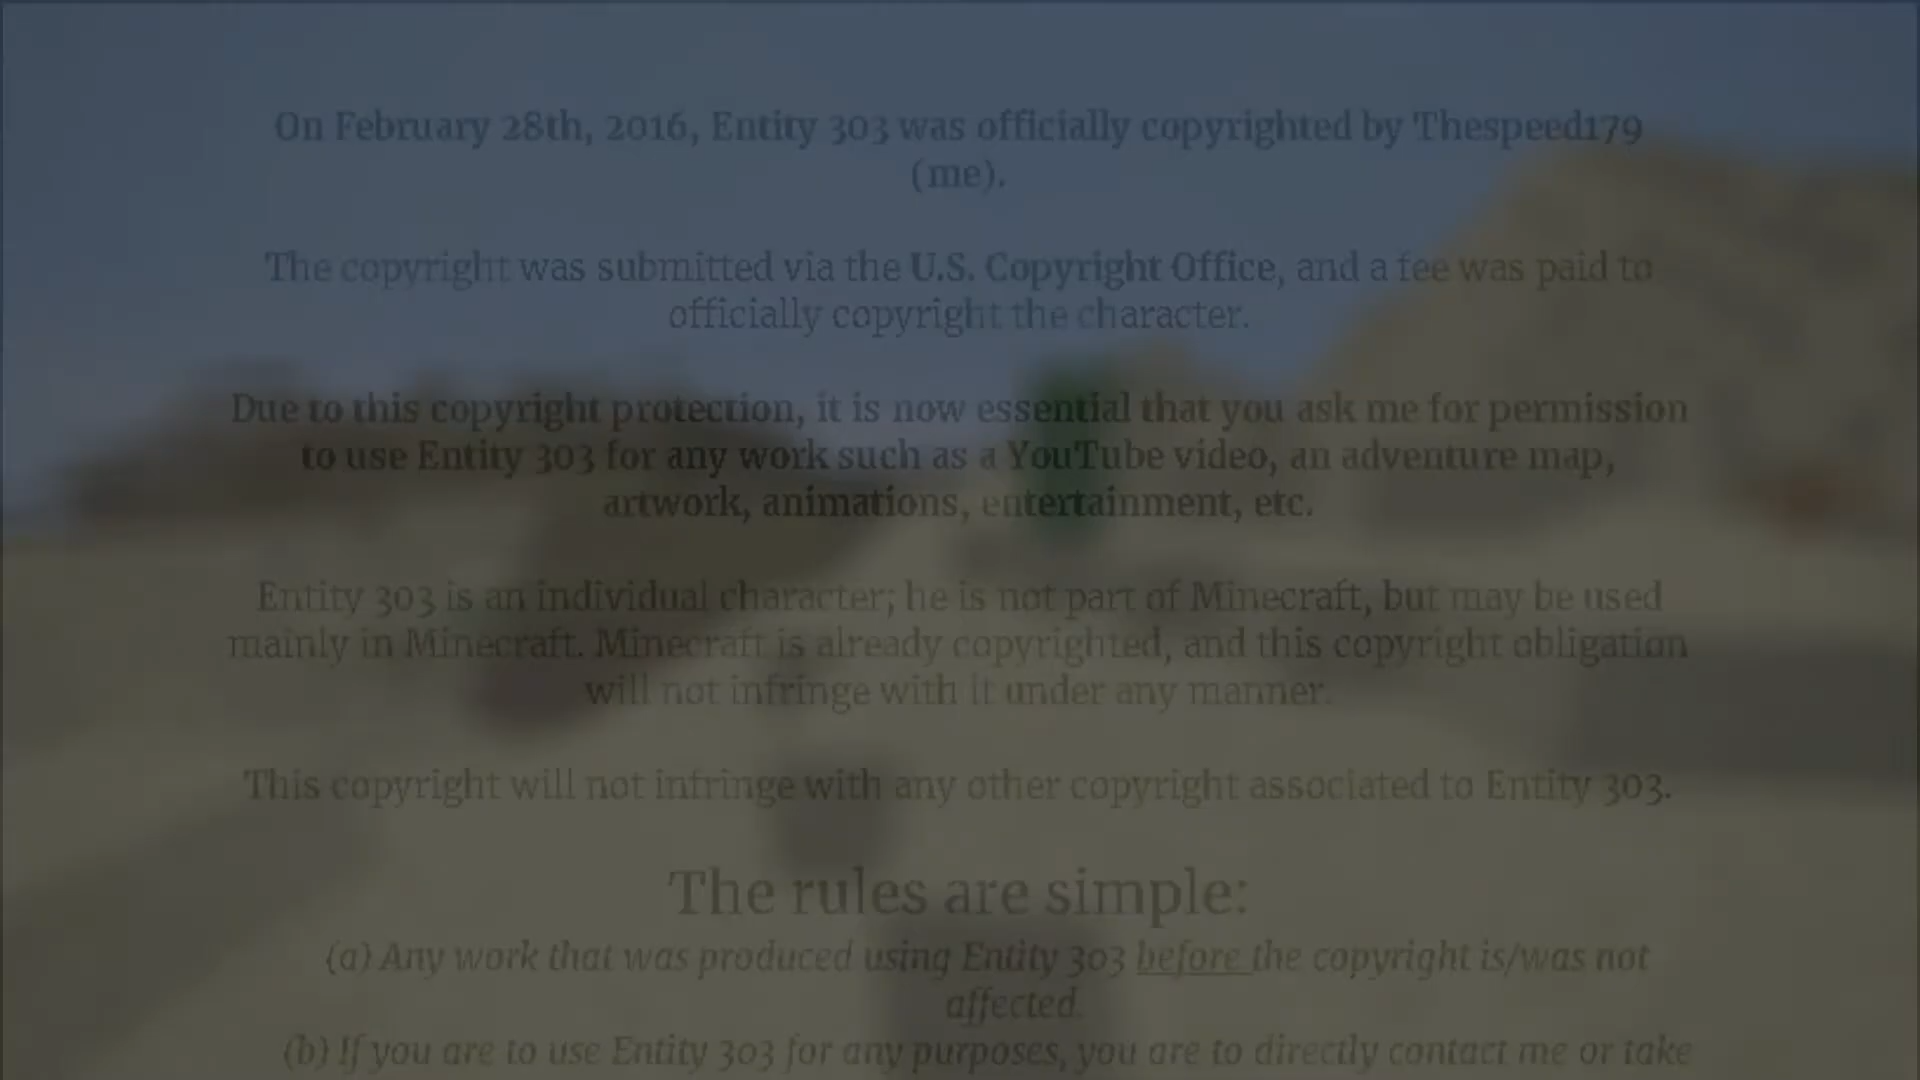 On February 28th, 2016, Entity 303 was officially copyrighted by Thespeed179
(me).
The copyright was submitted via the U.S. Copyright Office, and a fee was paid to
officially copyright the character.
Due to this copyright protection, it is now essential that you ask me for permission
to use Entity 303 for any work such as a YouTube video, an adventure map,
artwork, animations, entertainment, etc.
Entity 303 is an individual character; he is not part of Minecraft, but may be used
mainly in Minecraft. Minecraft is already copyrighted, and this copyright obligation
will not infringe with it under any manner.
This copyright will not infringe with any other copyright associated to Entity 303.
The rules are simple:
(a) Any work that was produced using Entity 303 before the copyright is/was not
affected.
(b) If you are to use Entity 303 for any purposes, you are to directly contact me or take